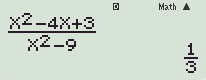 D Math ▲
x²-4x+3
x²-9
1
3